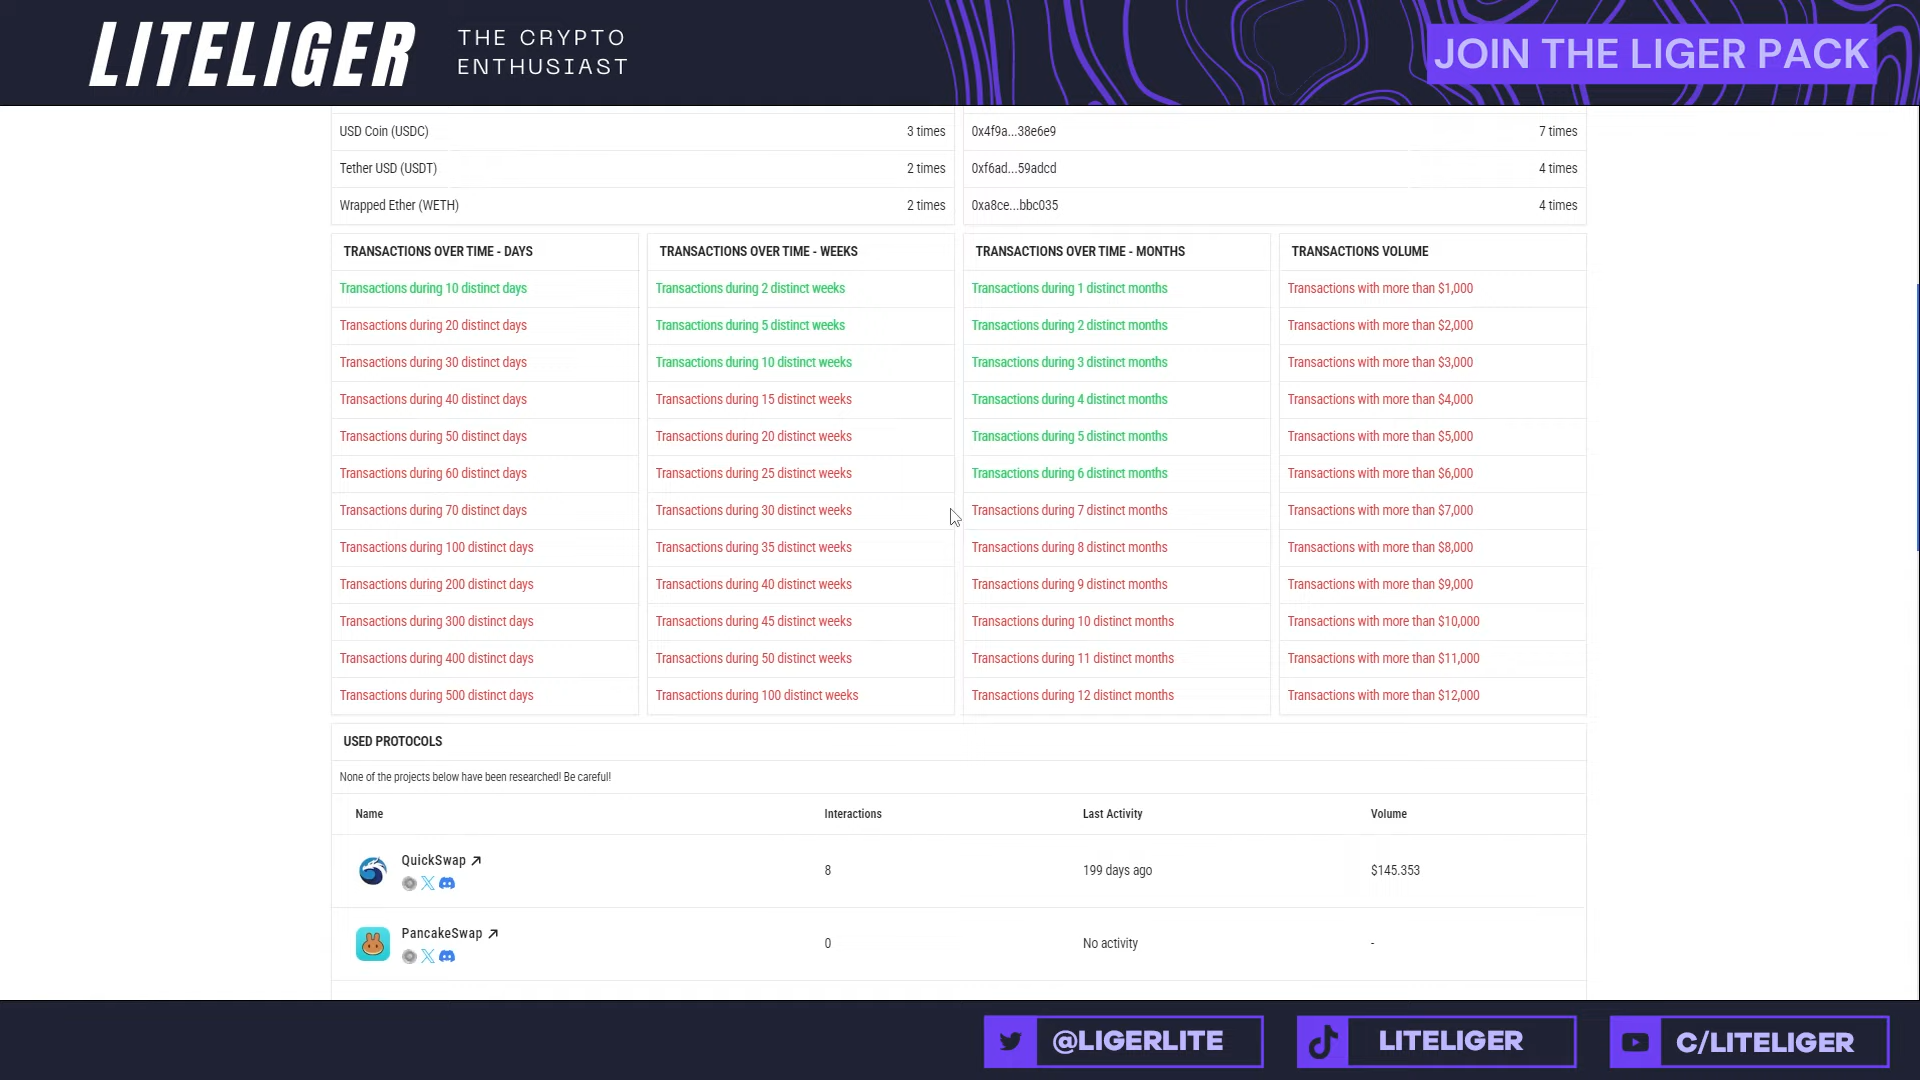 LITELIGER
THE CRYPTO
ENTHUSIAST
JOIN THE LIGER PACK
USD Coin (USDC) 3 times
0x4f9a...38e6e9 7 times
Tether USD (USDT) 2 times
0xf6ad...59adcd 4 times
Wrapped Ether (WETH) 2 times
0xa8ce...bbc035 4 times
TRANSACTIONS OVER TIME - DAYS
Transactions during 10 distinct days
Transactions during 20 distinct days
Transactions during 30 distinct days
Transactions during 40 distinct days
Transactions during 50 distinct days
Transactions during 60 distinct days
Transactions during 70 distinct days
Transactions during 100 distinct days
Transactions during 200 distinct days
Transactions during 300 distinct days
Transactions during 400 distinct days
Transactions during 500 distinct days
TRANSACTIONS OVER TIME - WEEKS
Transactions during 2 distinct weeks
Transactions during 5 distinct weeks
Transactions during 10 distinct weeks
Transactions during 15 distinct weeks
Transactions during 20 distinct weeks
Transactions during 25 distinct weeks
Transactions during 30 distinct weeks
Transactions during 35 distinct weeks
Transactions during 40 distinct weeks
Transactions during 45 distinct weeks
Transactions during 50 distinct weeks
Transactions during 100 distinct weeks
TRANSACTIONS OVER TIME - MONTHS
Transactions during 1 distinct months
Transactions during 2 distinct months
Transactions during 3 distinct months
Transactions during 4 distinct months
Transactions during 5 distinct months
Transactions during 6 distinct months
Transactions during 7 distinct months
Transactions during 8 distinct months
Transactions during 9 distinct months
Transactions during 10 distinct months
Transactions during 11 distinct months
Transactions during 12 distinct months
TRANSACTIONS VOLUME
Transactions with more than $1,000
Transactions with more than $2,000
Transactions with more than $3,000
Transactions with more than $4,000
Transactions with more than $5,000
Transactions with more than $6,000
Transactions with more than $7,000
Transactions with more than $8,000
Transactions with more than $9,000
Transactions with more than $10,000
Transactions with more than $11,000
Transactions with more than $12,000
USED PROTOCOLS
None of the projects below have been researched! Be careful!
Name Interactions Last Activity Volume
QuickSwap 8 199 days ago $145.353
PancakeSwap 0 No activity -
@LIGERLITE
LITELIGER
C/LITELIGER